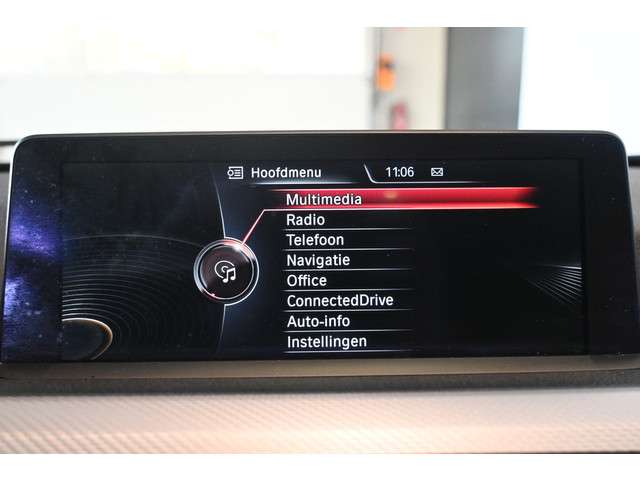 Hoofdmenu 11:06
Multimedia
Radio
Telefoon
Navigatie
Office
ConnectedDrive
Auto-info
Instellingen